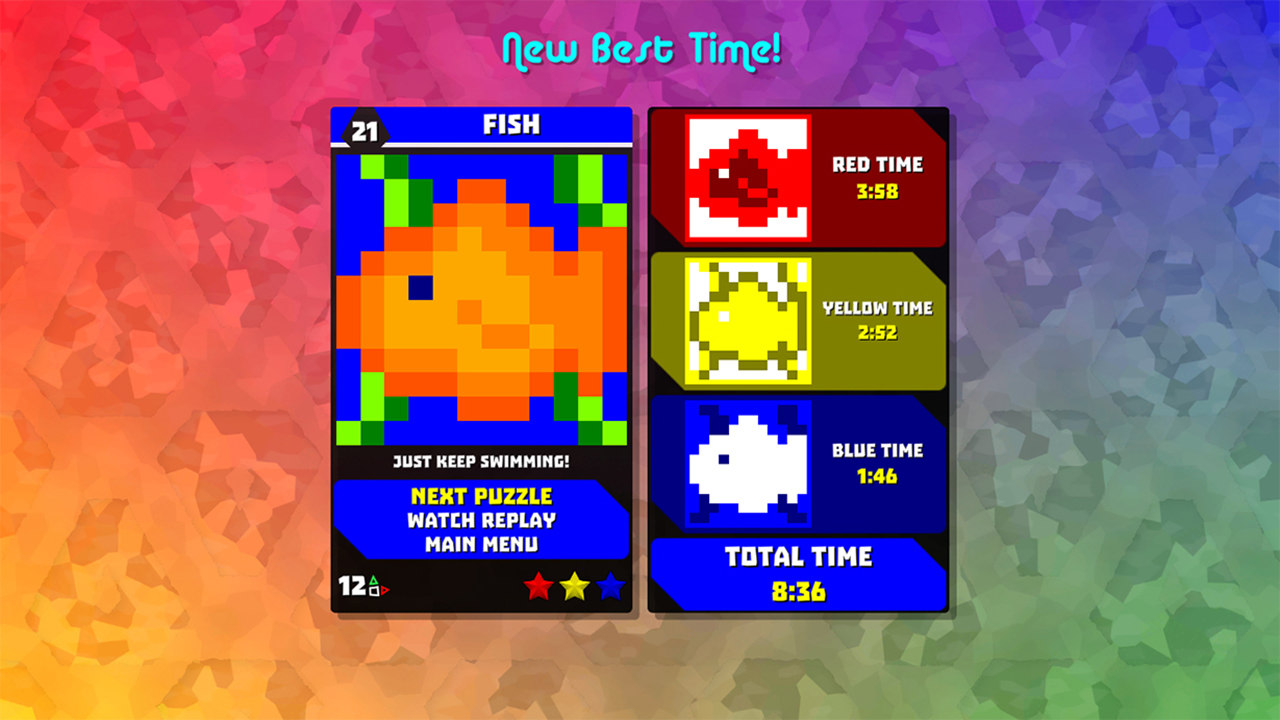 New Best Time!
21
FISH
JUST KEEP SWIMMING!
NEXT PUZZLE
WATCH REPLAY
MAIN MENU
12
RED TIME
3:58
YELLOW TIME
2:52
BLUE TIME
1:46
TOTAL TIME
8:36